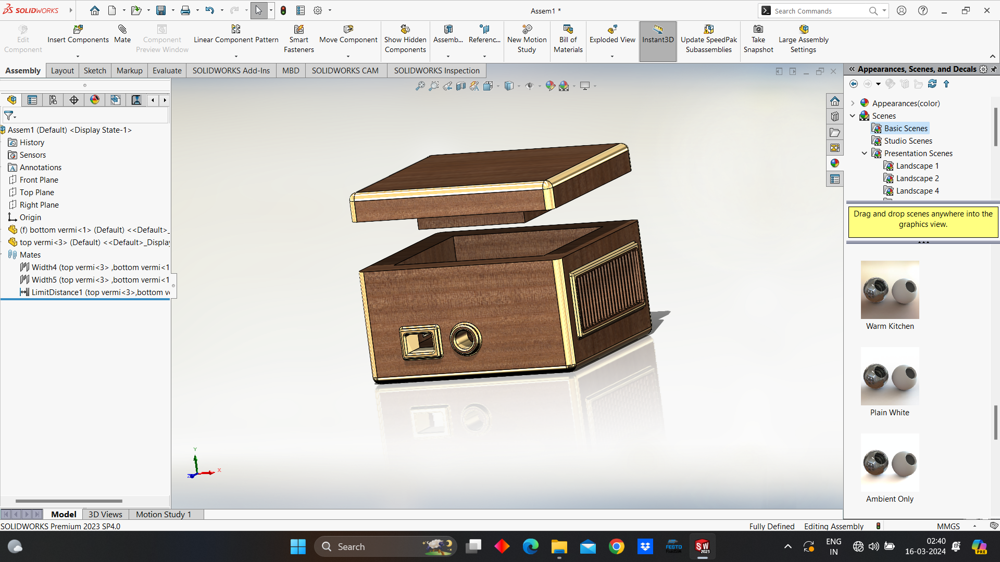 SOLIDWORKS
Assem1 *
Search Commands
Edit Component
Insert Components
Mate
Component Preview Window
Linear Component Pattern
Smart Fasteners
Move Component
Show Hidden Components
Assemb...
Referenc...
New Motion Study
Bill of Materials
Exploded View
Instant3D
Update SpeedPak Subassemblies
Take Snapshot
Large Assembly Settings
Assembly
Layout
Sketch
Markup
Evaluate
SOLIDWORKS Add-Ins
MBD
SOLIDWORKS CAM
SOLIDWORKS Inspection
Assem1 (Default) <Display State-1>
History
Sensors
Annotations
Front Plane
Top Plane
Right Plane
Origin
(f) bottom vermi<1> (Default) <<Default>_
top vermi<3> (Default) <<Default>_Display
Mates
Width4 (top vermi<3> ,bottom vermi<1
Width5 (top vermi<3> ,bottom vermi<1
LimitDistance1 (top vermi<3>,bottom ve
Y
X
Z
Appearances, Scenes, and Decals
Appearances(color)
Scenes
Basic Scenes
Studio Scenes
Presentation Scenes
Landscape 1
Landscape 2
Landscape 4
Drag and drop scenes anywhere into the
graphics view.
Warm Kitchen
Plain White
Ambient Only
Model
3D Views
Motion Study 1
SOLIDWORKS Premium 2023 SP4.0
Fully Defined
Editing Assembly
MMGS
Search
FESTO
SW
2023
ENG
IN
02:40
16-03-2024
PRE